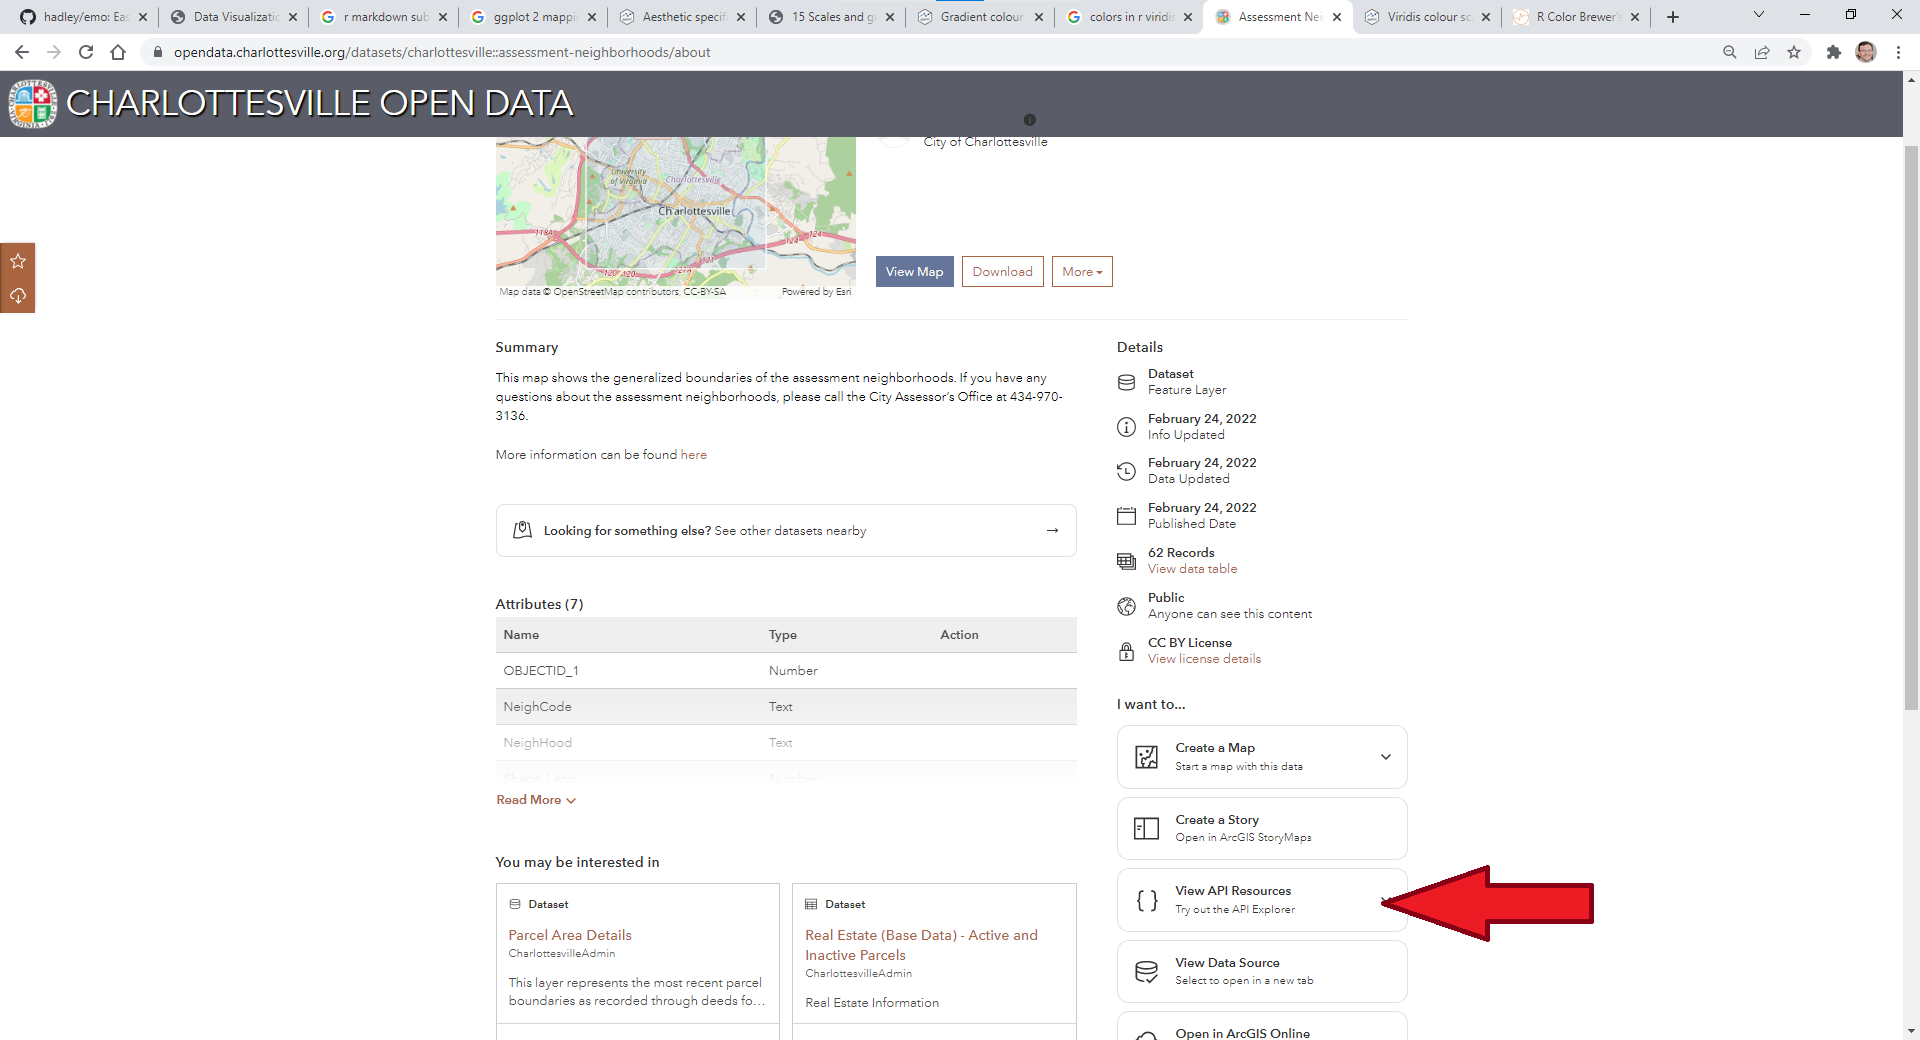 hadley/emo: Eas
Data Visualizatio
r markdown sub
ggplot 2 mappi
Aesthetic specif
15 Scales and gu
Gradient colour
colors in r viridis
Assessment Nei
Viridis colour sc
R Color Brewer's
opendata.charlottesville.org/datasets/charlottesville::assessment-neighborhoods/about
CHARLOTTESVILLE OPEN DATA
City of Charlottesville
University
of Virginia
Charlottesville
Charlottesville
118A
124
124
120
120
121
Map data © OpenStreetMap contributors, CC-BY-SA
Powered by Esri
View Map
Download
More
Summary
This map shows the generalized boundaries of the assessment neighborhoods. If you have any
questions about the assessment neighborhoods, please call the City Assessor's Office at 434-970-
3136.
More information can be found here
Looking for something else? See other datasets nearby
Attributes (7)
Name Type Action
OBJECTID_1 Number
NeighCode Text
NeighHood Text
Shape_Leng Number
Read More
You may be interested in
Dataset
Parcel Area Details
CharlottesvilleAdmin
This layer represents the most recent parcel
boundaries as recorded through deeds fo...
Dataset
Real Estate (Base Data) - Active and
Inactive Parcels
CharlottesvilleAdmin
Real Estate Information
Details
Dataset
Feature Layer
February 24, 2022
Info Updated
February 24, 2022
Data Updated
February 24, 2022
Published Date
62 Records
View data table
Public
Anyone can see this content
CC BY License
View license details
I want to...
Create a Map
Start a map with this data
Create a Story
Open in ArcGIS StoryMaps
View API Resources
Try out the API Explorer
View Data Source
Select to open in a new tab
Open in ArcGIS Online